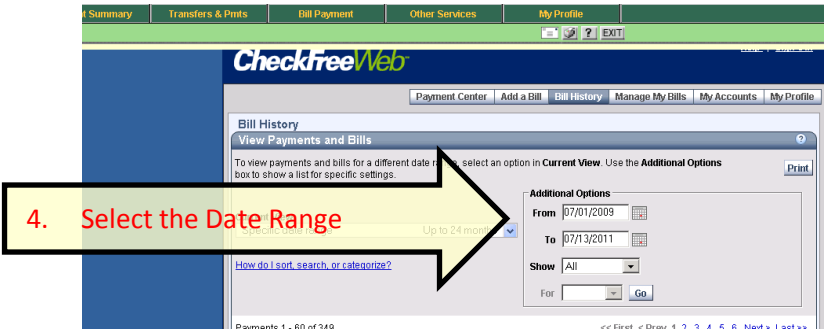 t Summary Transfers & Pmts Bill Payment Other Services My Profile
? EXIT
CheckFreeWeb
Payment Center Add a Bill Bill History Manage My Bills My Accounts My Profile
Bill History
View Payments and Bills ?
To view payments and bills for a different date range, select an option in Current View. Use the Additional Options
box to show a list for specific settings.
Print
Additional Options
From 07/01/2009
4. Select the Date Range
Specific date range Up to 24 months
To 07/13/2011
How do I sort, search, or categorize?
Show All
For Go
Payments 1 - 60 of 349 << First < Prev 1 2 3 4 5 6 Next > Last >>